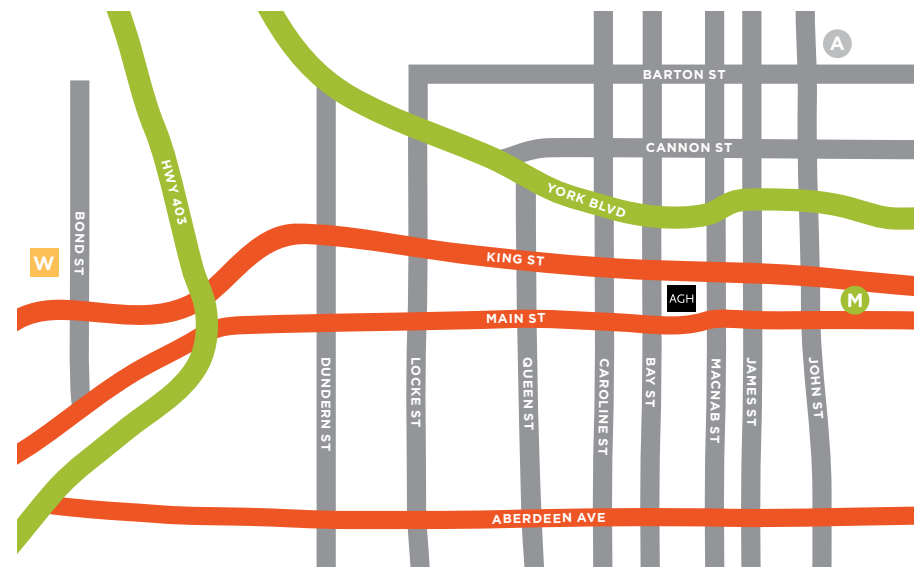 A
BARTON ST
CANNON ST
HWY 403
YORK BLVD
BOND ST
W
KING ST
AGH
M
MAIN ST
DUNDERN ST
LOCKE ST
QUEEN ST
CAROLINE ST
BAY ST
MACNAB ST
JAMES ST
JOHN ST
ABERDEEN AVE